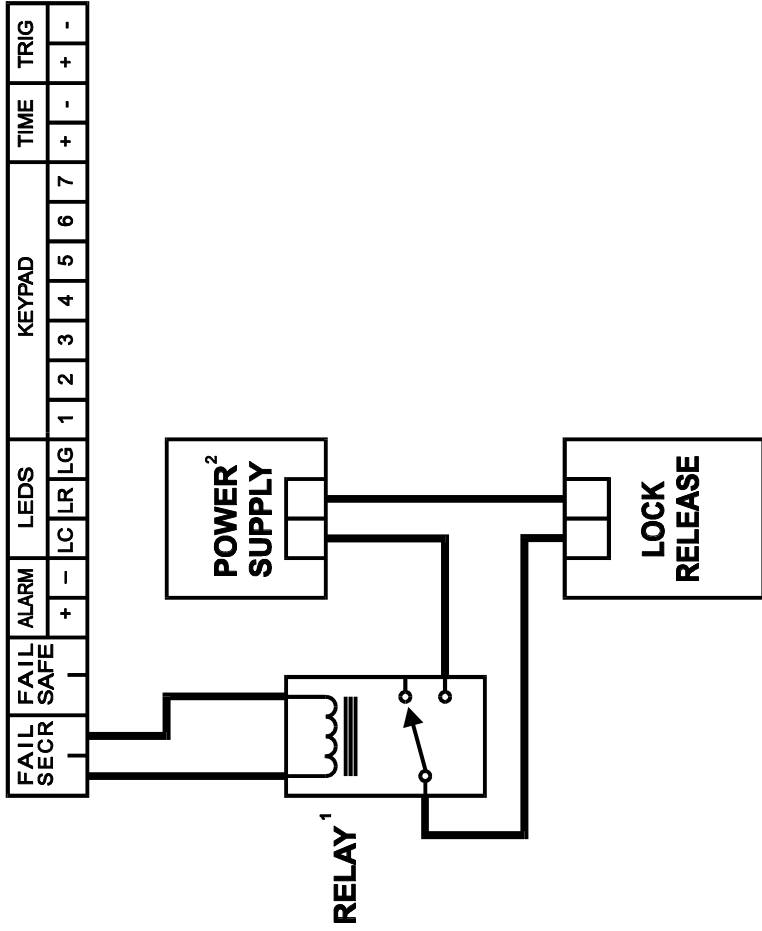 FAIL SECR FAIL SAFE ALARM LEDS KEYPAD TIME TRIG
+ – LC LR LG 1 2 3 4 5 6 7 + - + -
POWER²
SUPPLY
RELAY¹
LOCK
RELEASE